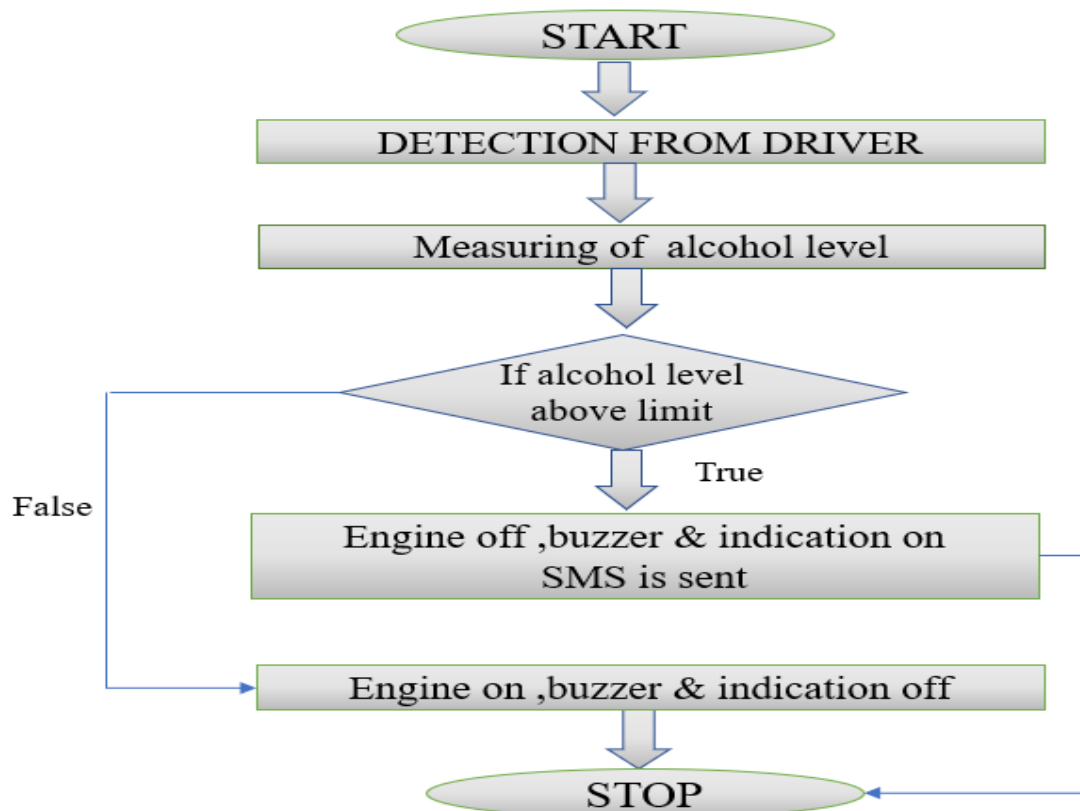 START
DETECTION FROM DRIVER
Measuring of  alcohol level
If alcohol level
above limit
True
False
Engine off ,buzzer & indication on
SMS is sent
Engine on ,buzzer & indication off
STOP